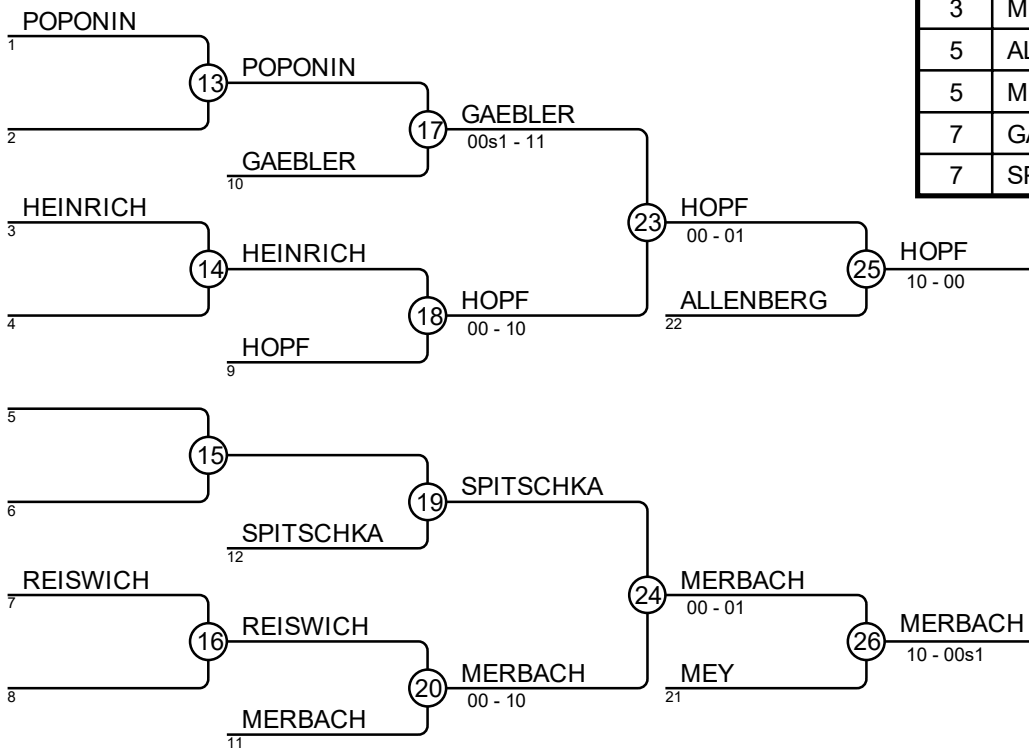 POPONIN
1
13
POPONIN
2
17
GAEBLER
00s1 - 11
GAEBLER
10
HEINRICH
3
14
HEINRICH
4
18
HOPF
00 - 10
HOPF
9
23
HOPF
00 - 01
ALLENBERG
22
25
HOPF
10 - 00
5
15
6
19
SPITSCHKA
SPITSCHKA
12
REISWICH
7
16
REISWICH
8
20
MERBACH
00 - 10
MERBACH
11
24
MERBACH
00 - 01
MEY
21
26
MERBACH
10 - 00s1
3 M
5 AL
5 M
7 GA
7 SP